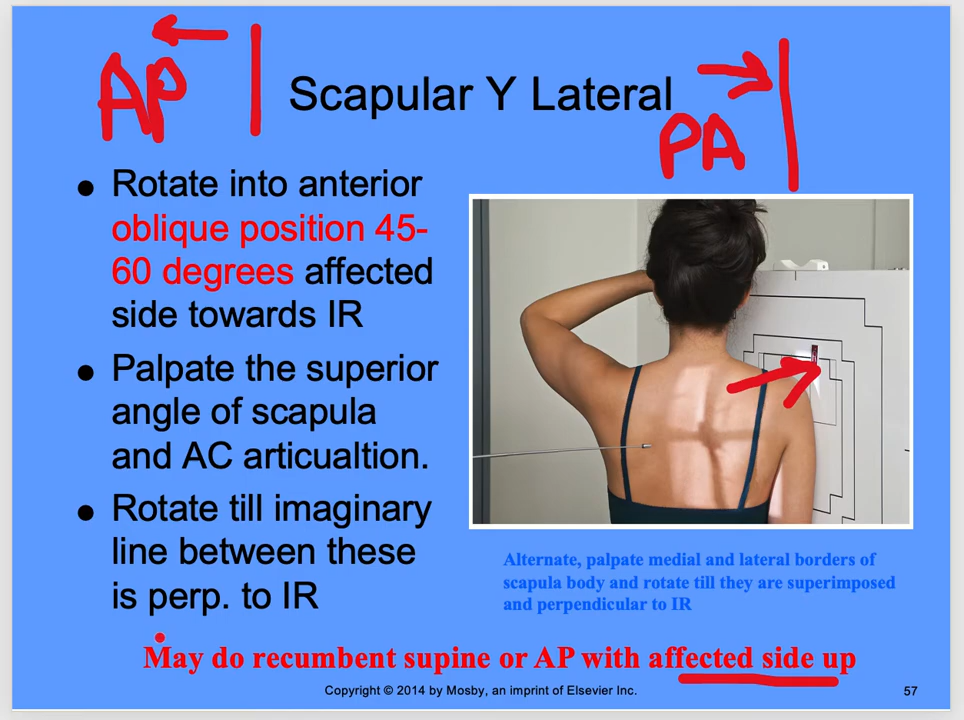 AP
Scapular Y Lateral
PA
• Rotate into anterior
oblique position 45-
60 degrees affected
side towards IR
• Palpate the superior
angle of scapula
and AC articualtion.
• Rotate till imaginary
line between these
is perp. to IR
Alternate, palpate medial and lateral borders of
scapula body and rotate till they are superimposed
and perpendicular to IR
May do recumbent supine or AP with affected side up
Copyright © 2014 by Mosby, an imprint of Elsevier Inc.
57